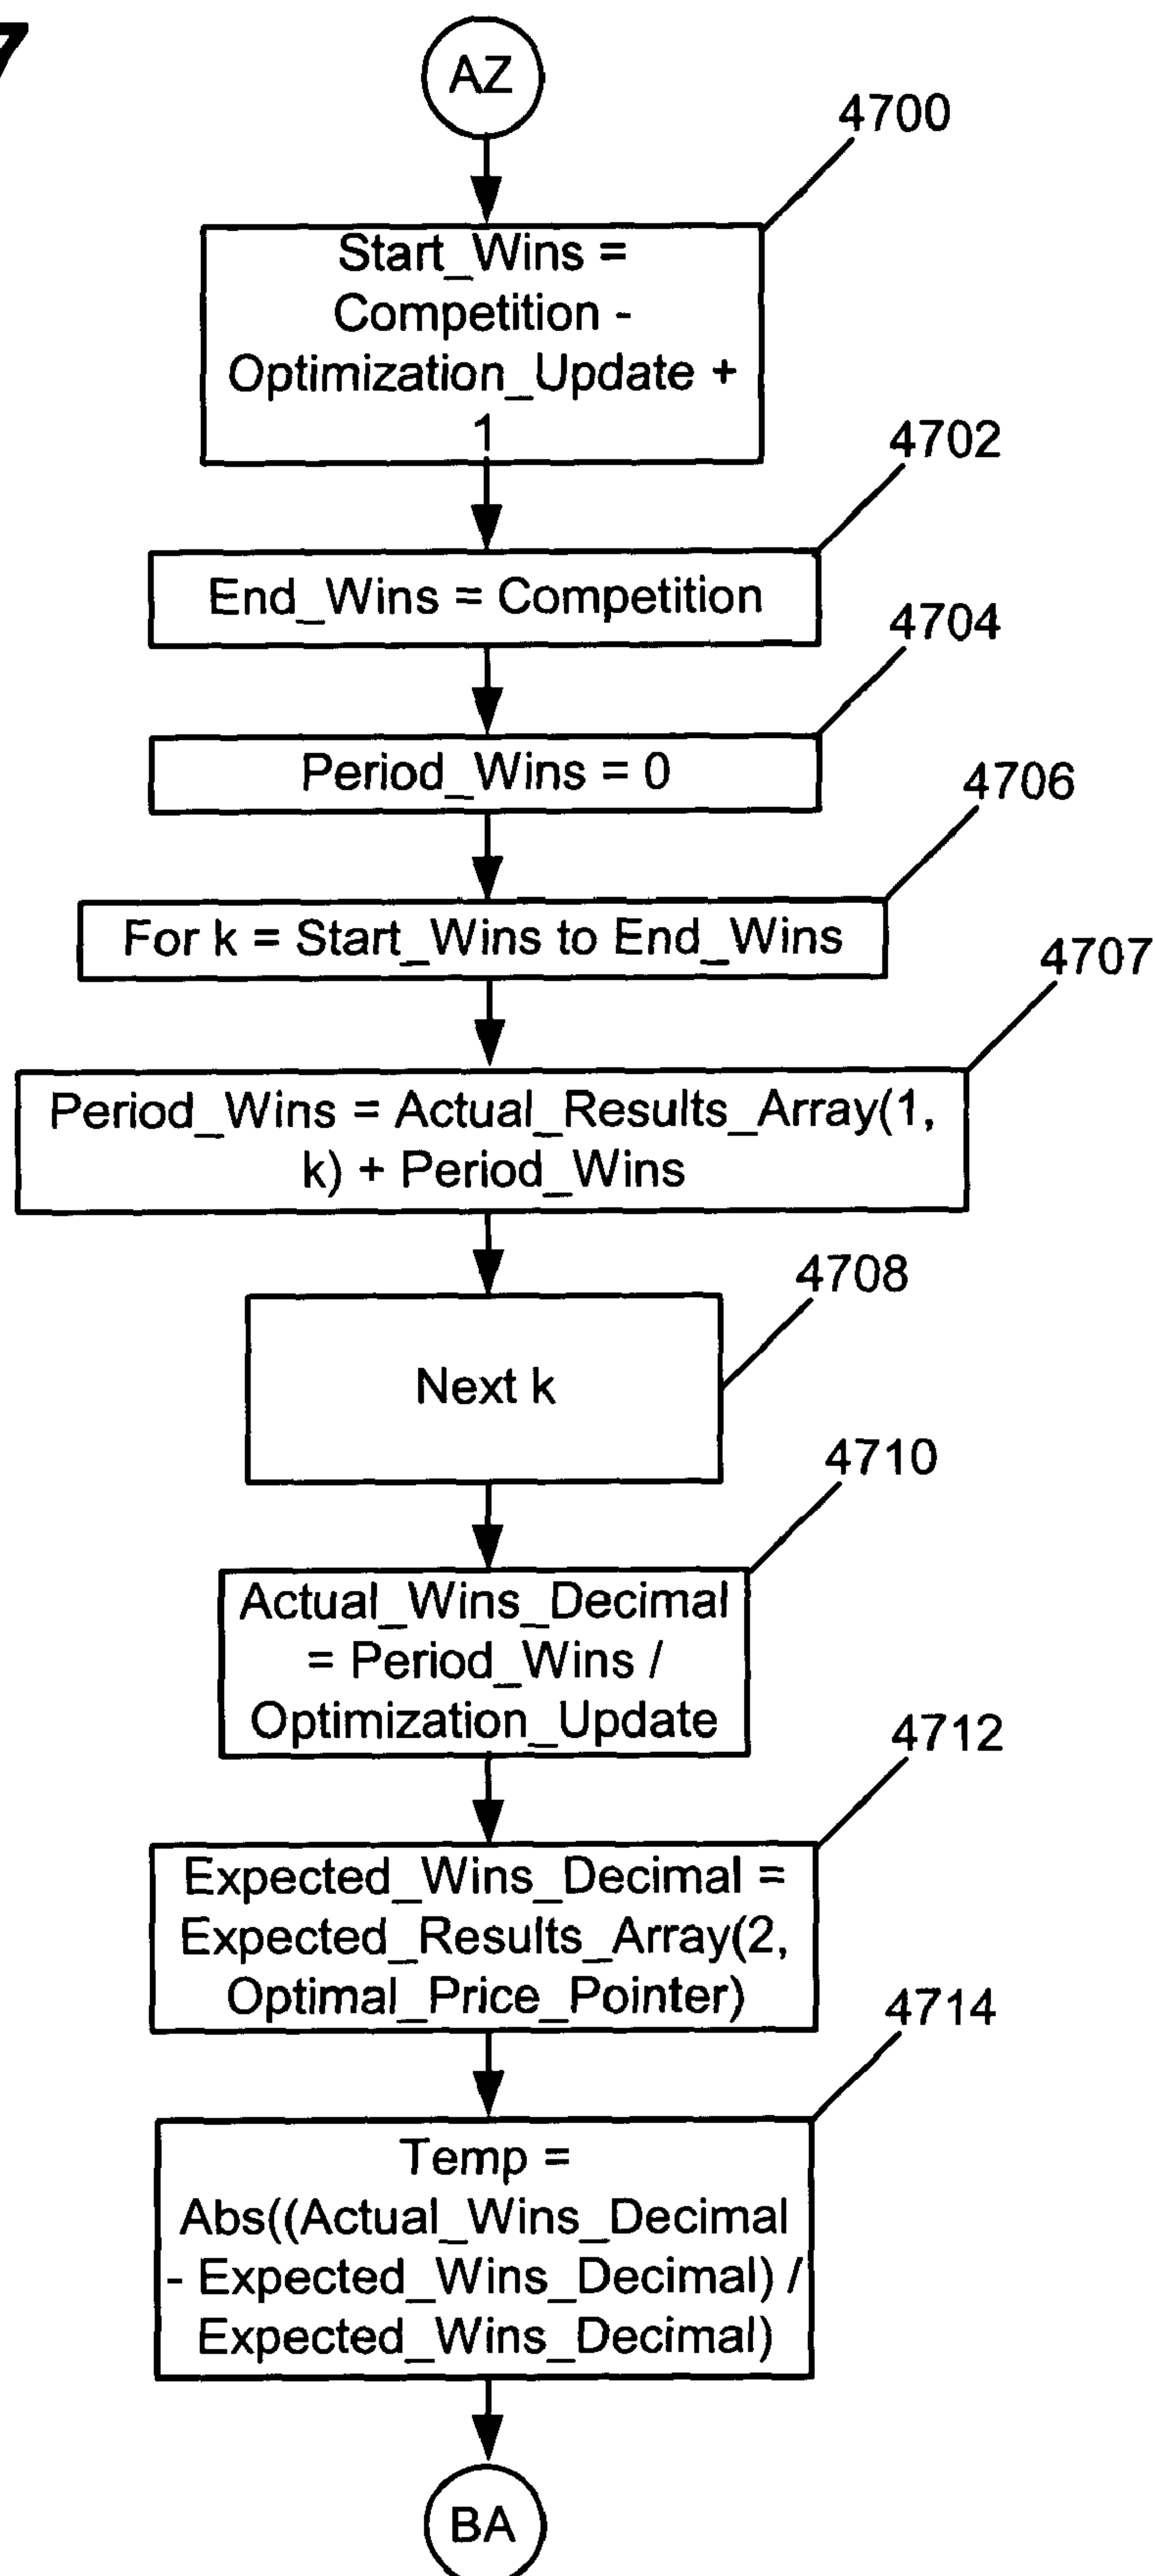 7
AZ
4700
Start_Wins =
Competition -
Optimization_Update +
1
4702
End_Wins = Competition
4704
Period_Wins = 0
4706
For k = Start_Wins to End_Wins
4707
Period_Wins = Actual_Results_Array(1,
k) + Period_Wins
4708
Next k
4710
Actual_Wins_Decimal
= Period_Wins /
Optimization_Update
4712
Expected_Wins_Decimal =
Expected_Results_Array(2,
Optimal_Price_Pointer)
4714
Temp =
Abs((Actual_Wins_Decimal
- Expected_Wins_Decimal) /
Expected_Wins_Decimal)
BA